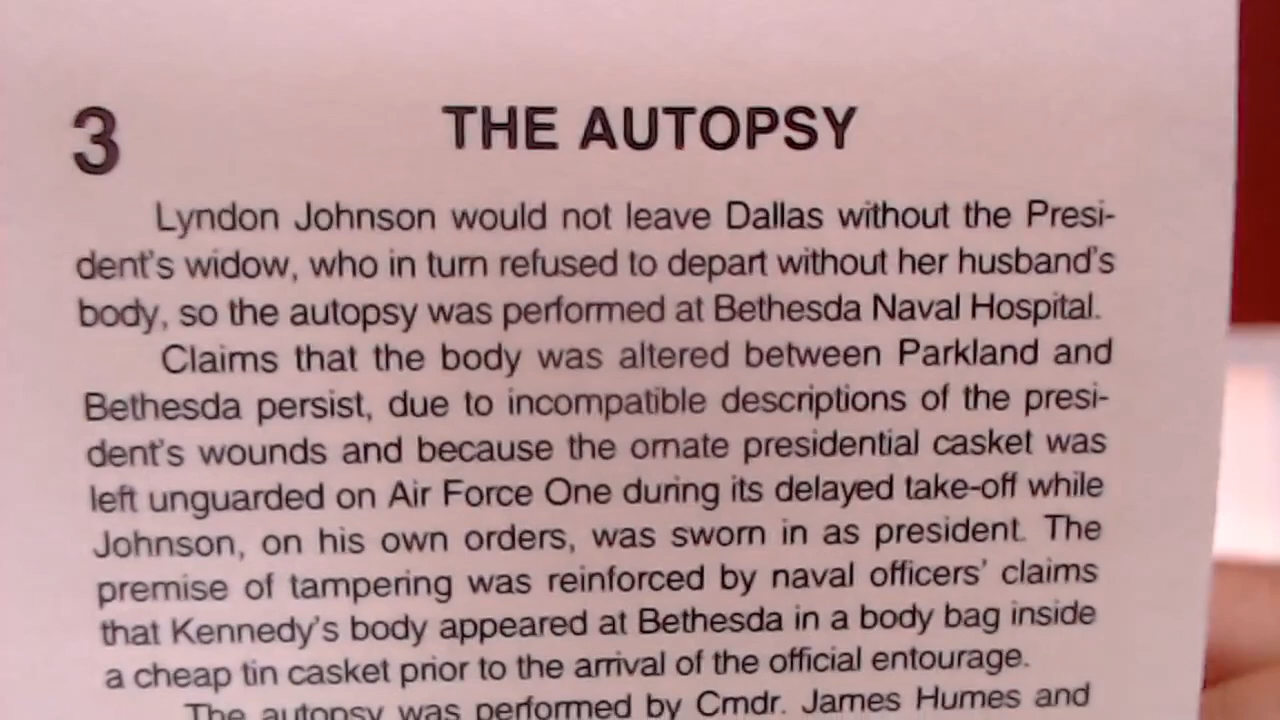 3
THE AUTOPSY
Lyndon Johnson would not leave Dallas without the Presi-
dent's widow, who in turn refused to depart without her husband's
body, so the autopsy was performed at Bethesda Naval Hospital.
Claims that the body was altered between Parkland and
Bethesda persist, due to incompatible descriptions of the presi-
dent's wounds and because the ornate presidential casket was
left unguarded on Air Force One during its delayed take-off while
Johnson, on his own orders, was sworn in as president. The
premise of tampering was reinforced by naval officers' claims
that Kennedy's body appeared at Bethesda in a body bag inside
a cheap tin casket prior to the arrival of the official entourage.
The autopsy was performed by Cmdr. James Humes and